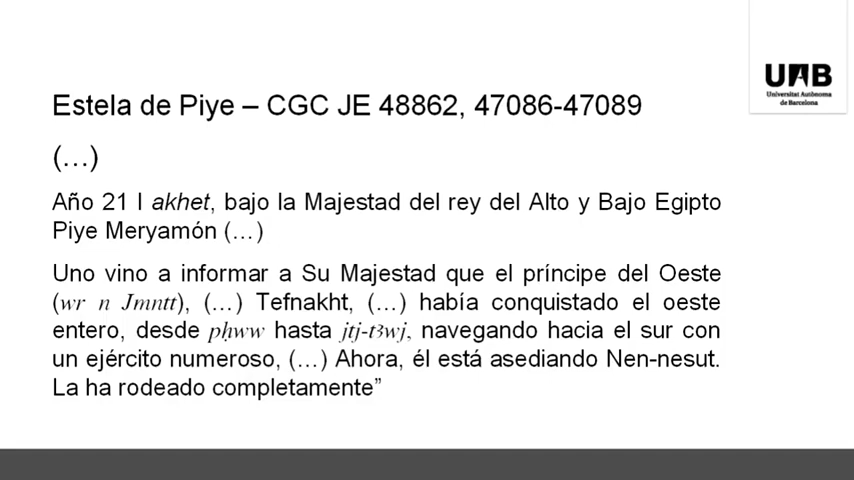 UAB
Universitat Autònoma
de Barcelona
Estela de Piye – CGC JE 48862, 47086-47089
(…)
Año 21 I akhet, bajo la Majestad del rey del Alto y Bajo Egipto
Piye Meryamón (…)
Uno vino a informar a Su Majestad que el príncipe del Oeste
(wr n Jmntt), (…) Tefnakht, (…) había conquistado el oeste
entero, desde pḥww hasta jtj-tꜣwj, navegando hacia el sur con
un ejército numeroso, (…) Ahora, él está asediando Nen-nesut.
La ha rodeado completamente”